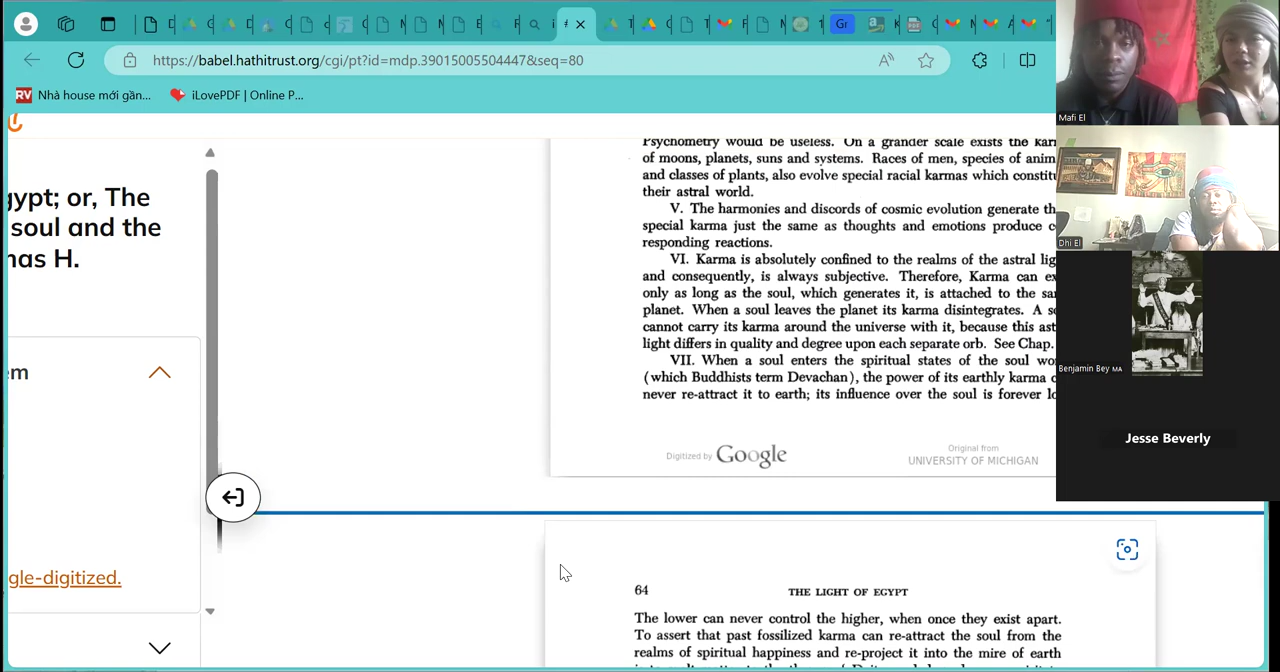 Gr
https://babel.hathitrust.org/cgi/pt?id=mdp.39015005504447&seq=80
Nhà house mới gần...
iLovePDF | Online P...
gypt; or, The
soul and the
nas H.
em
gle-digitized.
Psychometry would be useless. On a grander scale exists the kar
of moons, planets, suns and systems. Races of men, species of anim
and classes of plants, also evolve special racial karmas which constitu
their astral world.
V. The harmonies and discords of cosmic evolution generate th
special karma just the same as thoughts and emotions produce c
responding reactions.
VI. Karma is absolutely confined to the realms of the astral lig
and consequently, is always subjective. Therefore, Karma can ex
only as long as the soul, which generates it, is attached to the sa
planet. When a soul leaves the planet its karma disintegrates. A s
cannot carry its karma around the universe with it, because this ast
light differs in quality and degree upon each separate orb. See Chap.
VII. When a soul enters the spiritual states of the soul wo
(which Buddhists term Devachan), the power of its earthly karma c
never re-attract it to earth; its influence over the soul is forever lo
Digitized by Google
Original from
UNIVERSITY OF MICHIGAN
64
THE LIGHT OF EGYPT
The lower can never control the higher, when once they exist apart.
To assert that past fossilized karma can re-attract the soul from the
realms of spiritual happiness and re-project it into the mire of earth
Mafi El
Dhi El
Benjamin Bey MA
Jesse Beverly